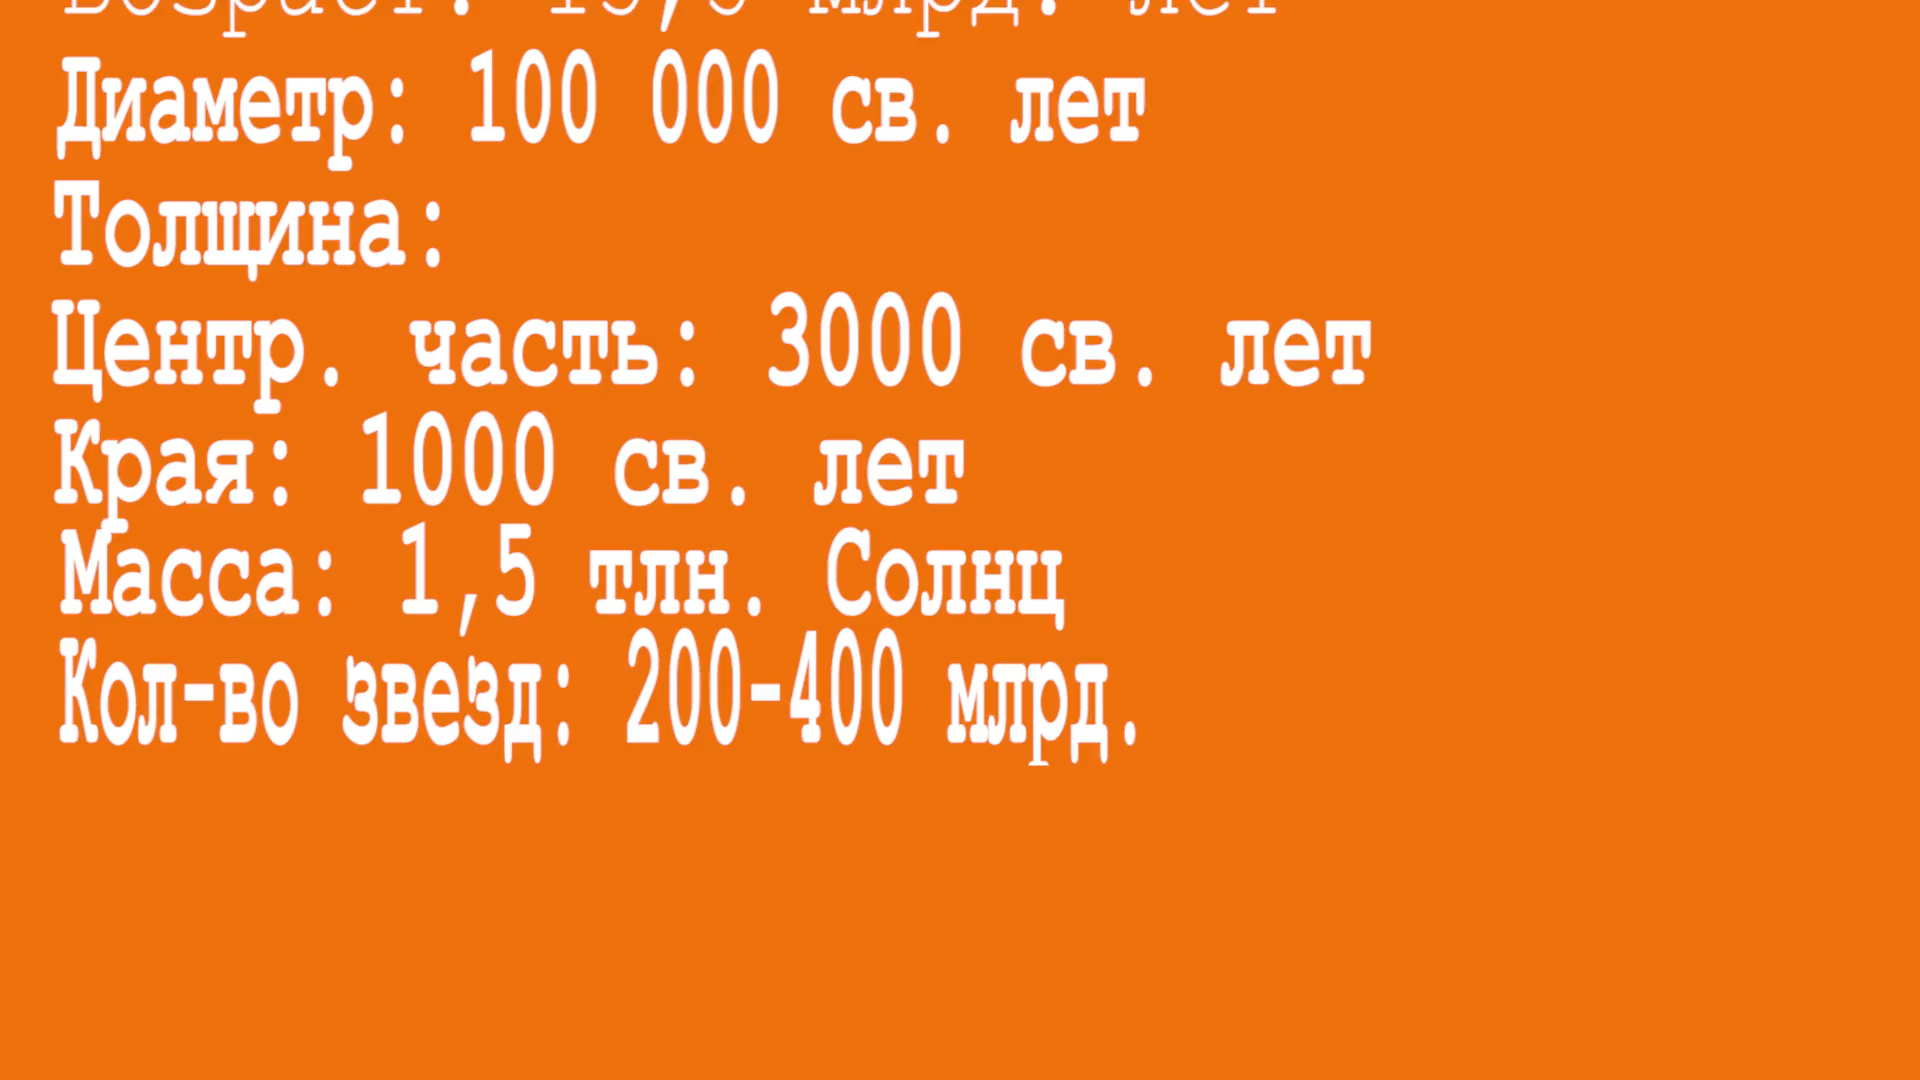 Диаметр: 100 000 св. лет
Толщина:
Центр. часть: 3000 св. лет
Края: 1000 св. лет
Масса: 1,5 тлн. Солнц
Кол-во звезд: 200-400 млрд.